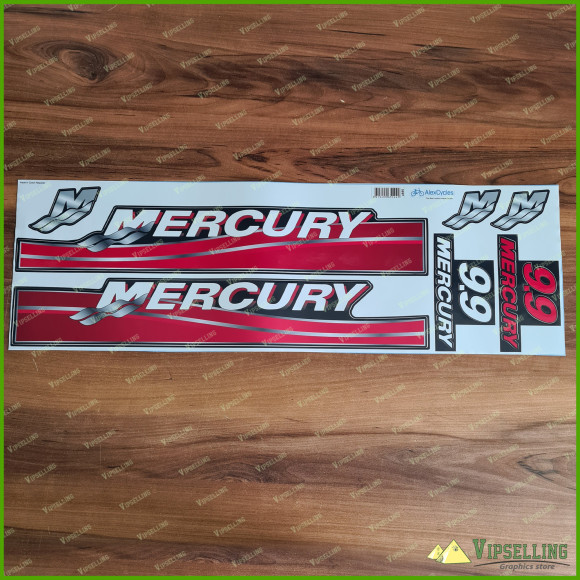 AlexCycles
M
MERCURY
MERCURY
9.9
MERCURY
9.9
MERCURY
VIPSELLING
Graphics store